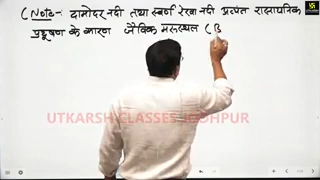 (Note:- दामोदर नदी तथा स्वर्ण रेखा नदी अत्यंत रासायनिक
प्रदूषण के कारण जैविक मरूस्थल (B
UTKARSH CLASSES JODHPUR